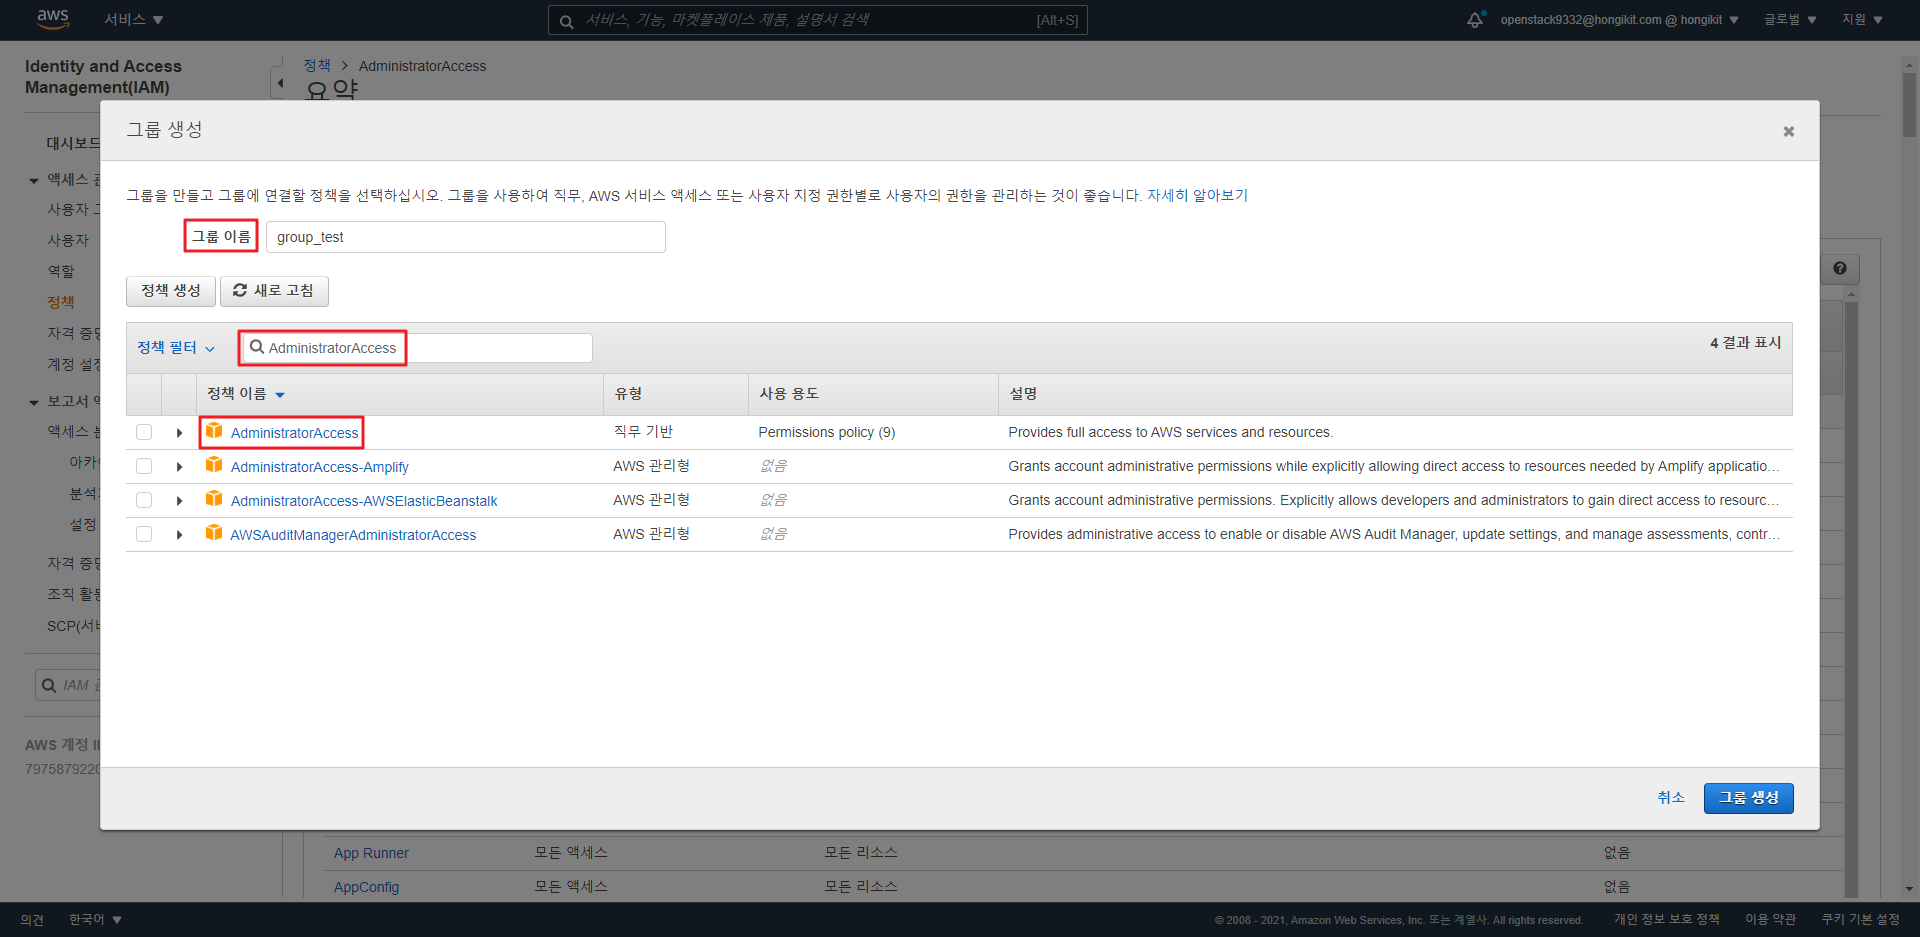 aws 서비스 서비스, 기능, 마켓플레이스 제품, 설명서 검색 [Alt+S] openstack9332@hongikit.com @ hongikit 글로벌 지원
Identity and Access
Management(IAM)
정책 > AdministratorAccess
요약
그룹 생성
대시보드
액세스
사용자
사용자
역할
정책
자격
계정
보고서
액세스
설정
자격
조직
SCP(서
IAM
AWS 계정
797587922
그룹을 만들고 그룹에 연결할 정책을 선택하십시오. 그룹을 사용하여 직무, AWS 서비스 액세스 또는 사용자 지정 권한별로 사용자의 권한을 관리하는 것이 좋습니다. 자세히 알아보기
그룹 이름 group_test
정책 생성 새로 고침
정책 필터 AdministratorAccess 4 결과 표시
정책 이름 유형 사용 용도 설명
AdministratorAccess 직무 기반 Permissions policy (9) Provides full access to AWS services and resources.
AdministratorAccess-Amplify AWS 관리형 없음 Grants account administrative permissions while explicitly allowing direct access to resources needed by Amplify applicatio…
AdministratorAccess-AWSElasticBeanstalk AWS 관리형 없음 Grants account administrative permissions. Explicitly allows developers and administrators to gain direct access to resourc…
AWSAuditManagerAdministratorAccess AWS 관리형 없음 Provides administrative access to enable or disable AWS Audit Manager, update settings, and manage assessments, contr…
취소 그룹 생성
App Runner 모든 액세스 모든 리소스 없음
AppConfig 모든 액세스 모든 리소스 없음
의견 한국어 © 2008 - 2021, Amazon Web Services, Inc. 또는 계열사. All rights reserved. 개인 정보 보호 정책 이용 약관 쿠키 기본 설정